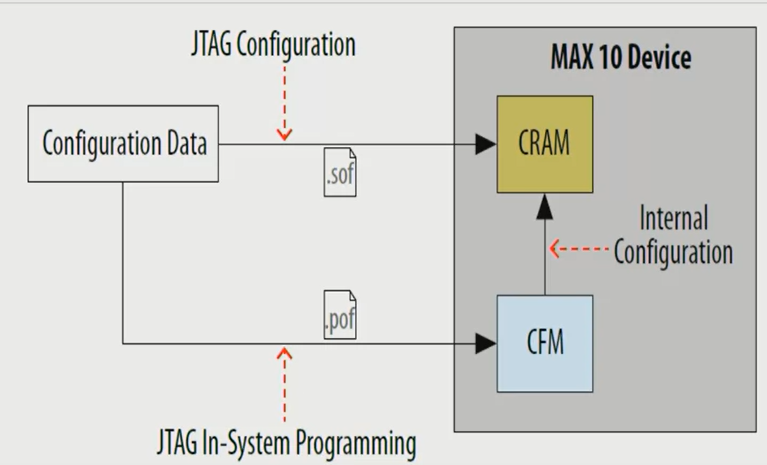 JTAG Configuration
MAX 10 Device
Configuration Data
CRAM
.sof
Internal
Configuration
.pof
CFM
JTAG In-System Programming